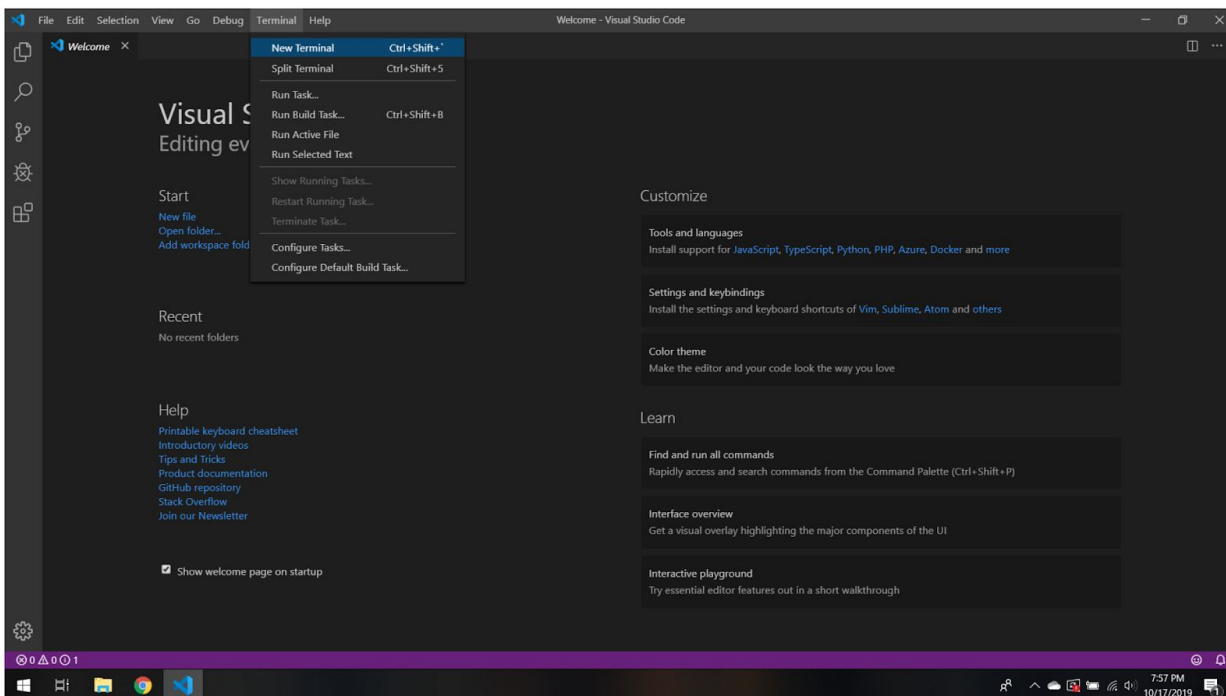 File Edit Selection View Go Debug Terminal Help
Welcome - Visual Studio Code
Welcome
New Terminal Ctrl+Shift+`
Split Terminal Ctrl+Shift+5
Run Task...
Run Build Task... Ctrl+Shift+B
Run Active File
Run Selected Text
Show Running Tasks...
Restart Running Task...
Terminate Task...
Configure Tasks...
Configure Default Build Task...
Visual S
Editing ev
Start
New file
Open folder...
Add workspace fold
Recent
No recent folders
Help
Printable keyboard cheatsheet
Introductory videos
Tips and Tricks
Product documentation
GitHub repository
Stack Overflow
Join our Newsletter
Show welcome page on startup
Customize
Tools and languages
Install support for JavaScript, TypeScript, Python, PHP, Azure, Docker and more
Settings and keybindings
Install the settings and keyboard shortcuts of Vim, Sublime, Atom and others
Color theme
Make the editor and your code look the way you love
Learn
Find and run all commands
Rapidly access and search commands from the Command Palette (Ctrl+Shift+P)
Interface overview
Get a visual overlay highlighting the major components of the UI
Interactive playground
Try essential editor features out in a short walkthrough
0 0 1
7:57 PM
10/17/2019